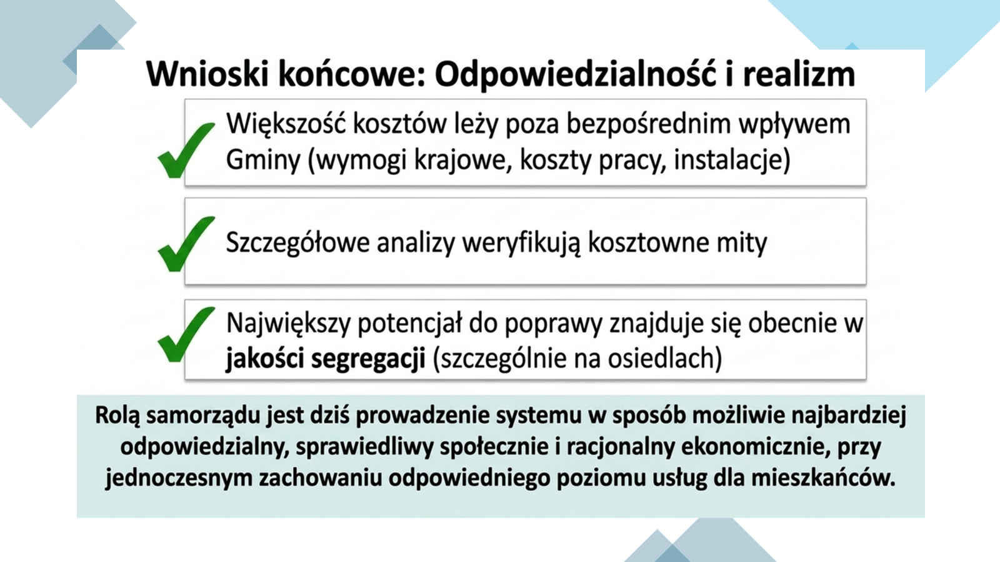 Wnioski końcowe: Odpowiedzialność i realizm
Większość kosztów leży poza bezpośrednim wpływem
Gminy (wymogi krajowe, koszty pracy, instalacje)
Szczegółowe analizy weryfikują kosztowne mity
Największy potencjał do poprawy znajduje się obecnie w
jakości segregacji (szczególnie na osiedlach)
Rolą samorządu jest dziś prowadzenie systemu w sposób możliwie najbardziej
odpowiedzialny, sprawiedliwy społecznie i racjonalny ekonomicznie, przy
jednoczesnym zachowaniu odpowiedniego poziomu usług dla mieszkańców.